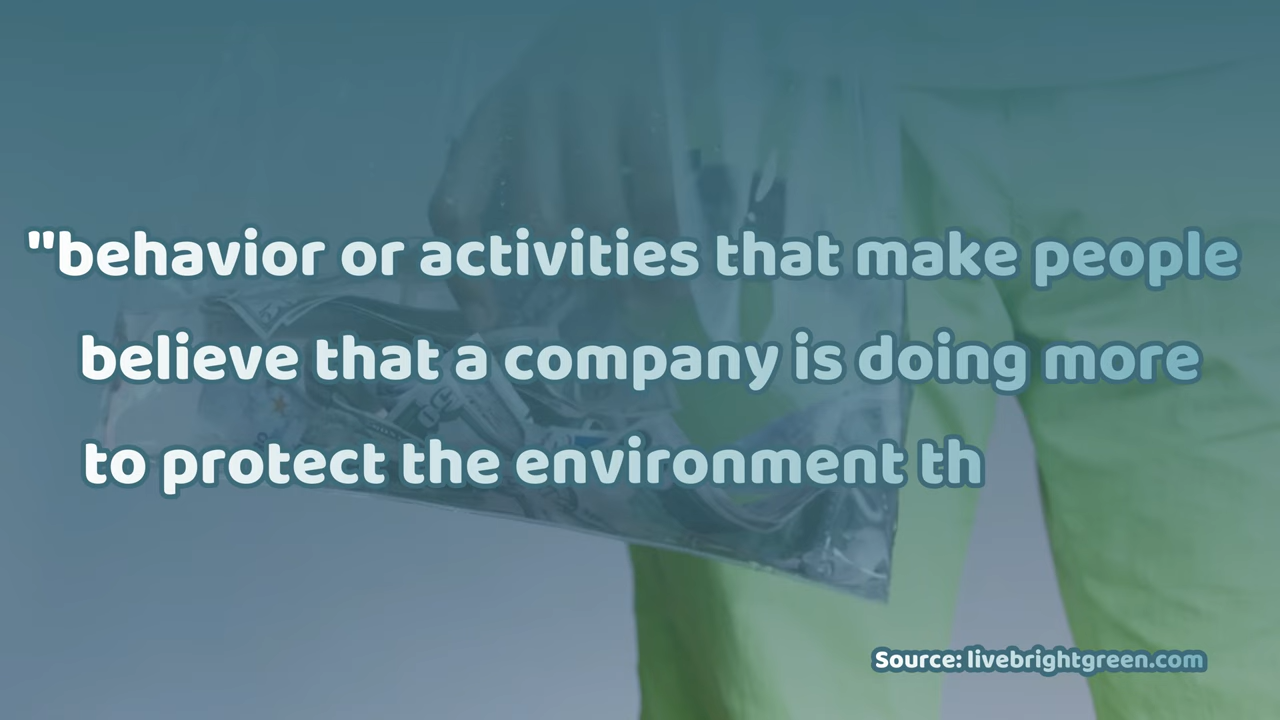 "behavior or activities that make people
believe that a company is doing more
to protect the environment th
Source: livebrightgreen.com